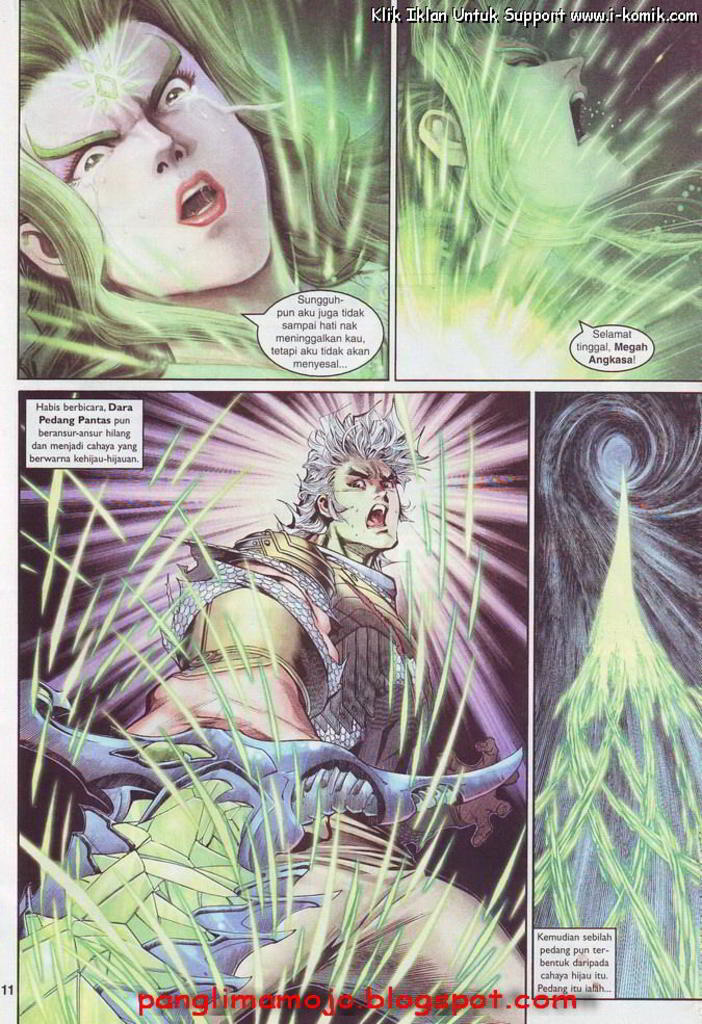 Klik Iklan Untuk Support www.i-komik.com
Sungguh-
pun aku juga tidak
sampai hati nak
meninggalkan kau,
tetapi aku tidak akan
menyesal...
Selamat
tinggal, Megah
Angkasa!
Habis berbicara, Dara
Pedang Pantas pun
beransur-ansur hilang
dan menjadi cahaya yang
berwarna kehijau-hijauan.
Kemudian sebilah
pedang pun ter-
bentuk daripada
cahaya hijau itu.
Pedang itu ialah...
11
panglimamojo.blogspot.com